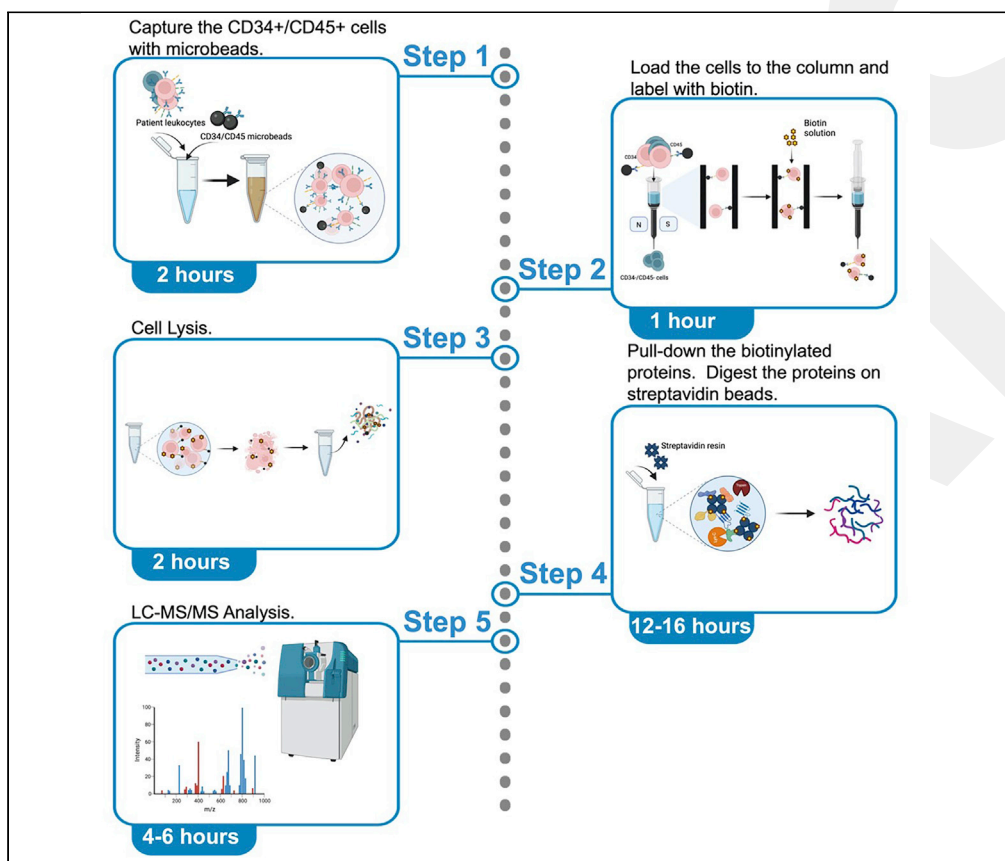 Capture the CD34+/CD45+ cells
with microbeads.
Step 1
Patient leukocytes
CD34/CD45 microbeads
2 hours
Load the cells to the column and
label with biotin.
Biotin
solution
CD34
CD45
N
S
CD34-/CD45- cells
Step 2
1 hour
Cell Lysis.
Step 3
2 hours
Pull-down the biotinylated
proteins. Digest the proteins on
streptavidin beads.
Streptavidin resin
Step 4
12-16 hours
LC-MS/MS Analysis.
Step 5
Intensity
100
80
60
40
20
0
200
400
600
800
1000
m/z
4-6 hours